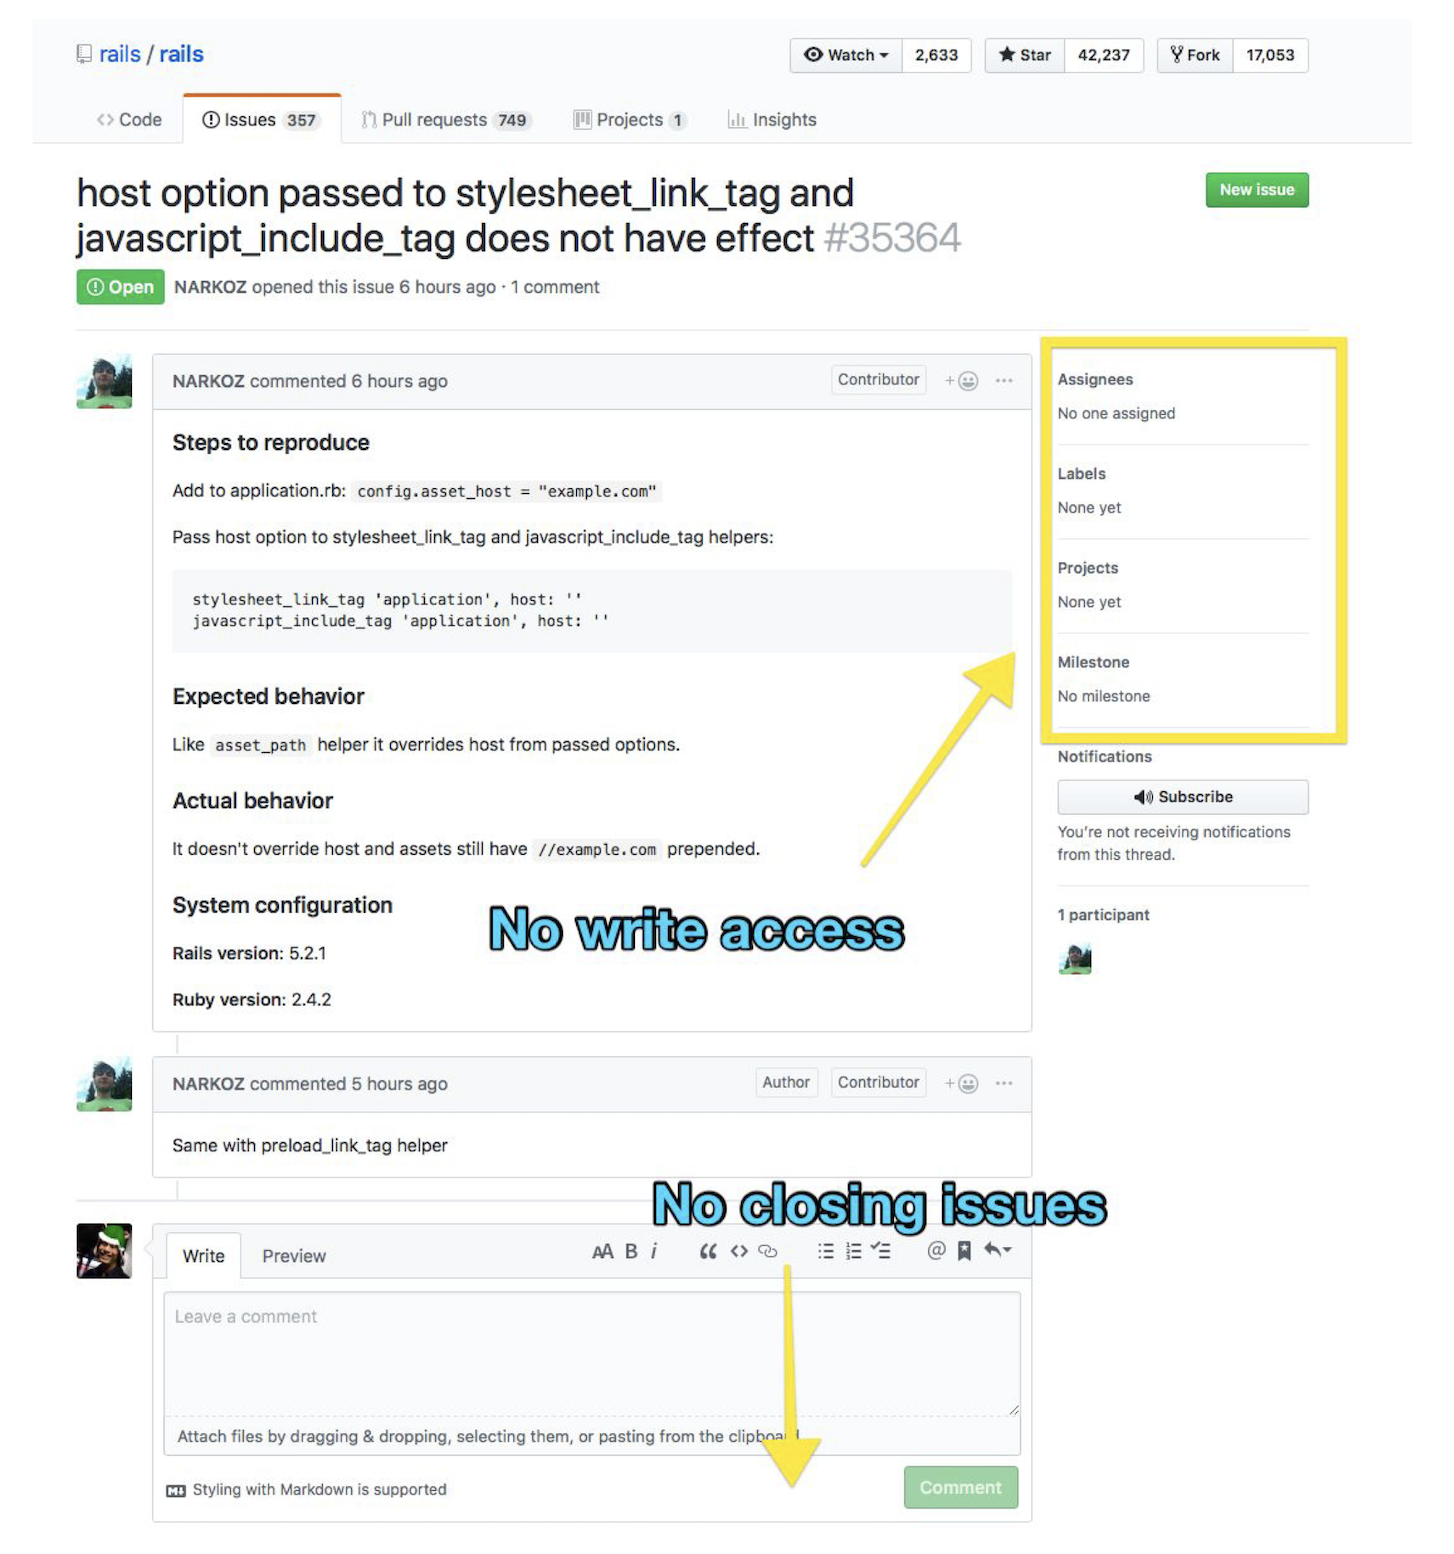 rails / rails
Watch 2,633 Star 42,237 Fork 17,053
Code Issues 357 Pull requests 749 Projects 1 Insights
host option passed to stylesheet_link_tag and
javascript_include_tag does not have effect #35364
New issue
Open NARKOZ opened this issue 6 hours ago · 1 comment
NARKOZ commented 6 hours ago Contributor
Steps to reproduce
Add to application.rb: config.asset_host = "example.com"
Pass host option to stylesheet_link_tag and javascript_include_tag helpers:
stylesheet_link_tag 'application', host: ''
javascript_include_tag 'application', host: ''
Expected behavior
Like asset_path helper it overrides host from passed options.
Actual behavior
It doesn't override host and assets still have //example.com prepended.
System configuration
Rails version: 5.2.1
Ruby version: 2.4.2
No write access
Assignees
No one assigned
Labels
None yet
Projects
None yet
Milestone
No milestone
Notifications
Subscribe
You're not receiving notifications
from this thread.
1 participant
NARKOZ commented 5 hours ago Author Contributor
Same with preload_link_tag helper
No closing issues
Write Preview
Leave a comment
Attach files by dragging & dropping, selecting them, or pasting from the
Styling with Markdown is supported
Comment